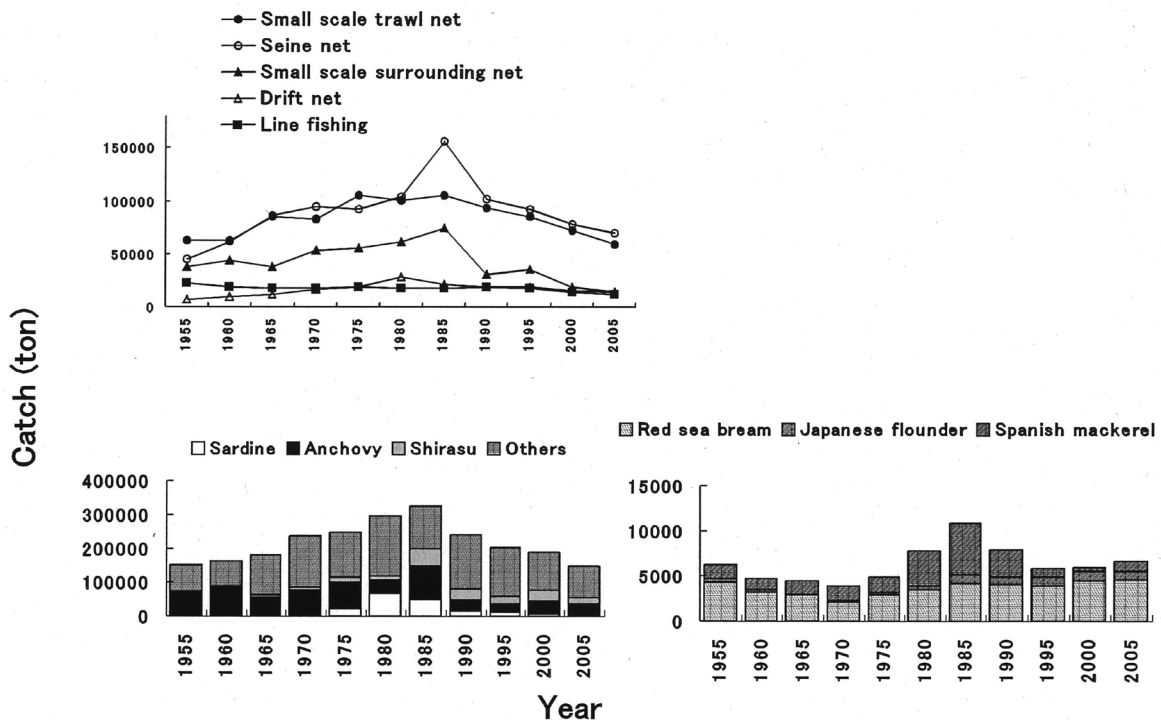 Small scale trawl net
Seine net
Small scale surrounding net
Drift net
Line fishing
150000
100000
50000
0
1955 1960 1965 1970 1975 1980 1985 1990 1995 2000 2005
Catch (ton)
Sardine Anchovy Shirasu Others
400000
300000
200000
100000
0
1955 1960 1965 1970 1975 1980 1985 1990 1995 2000 2005
Red sea bream Japanese flounder Spanish mackerel
15000
10000
5000
0
1955 1960 1965 1970 1975 1980 1985 1990 1995 2000 2005
Year